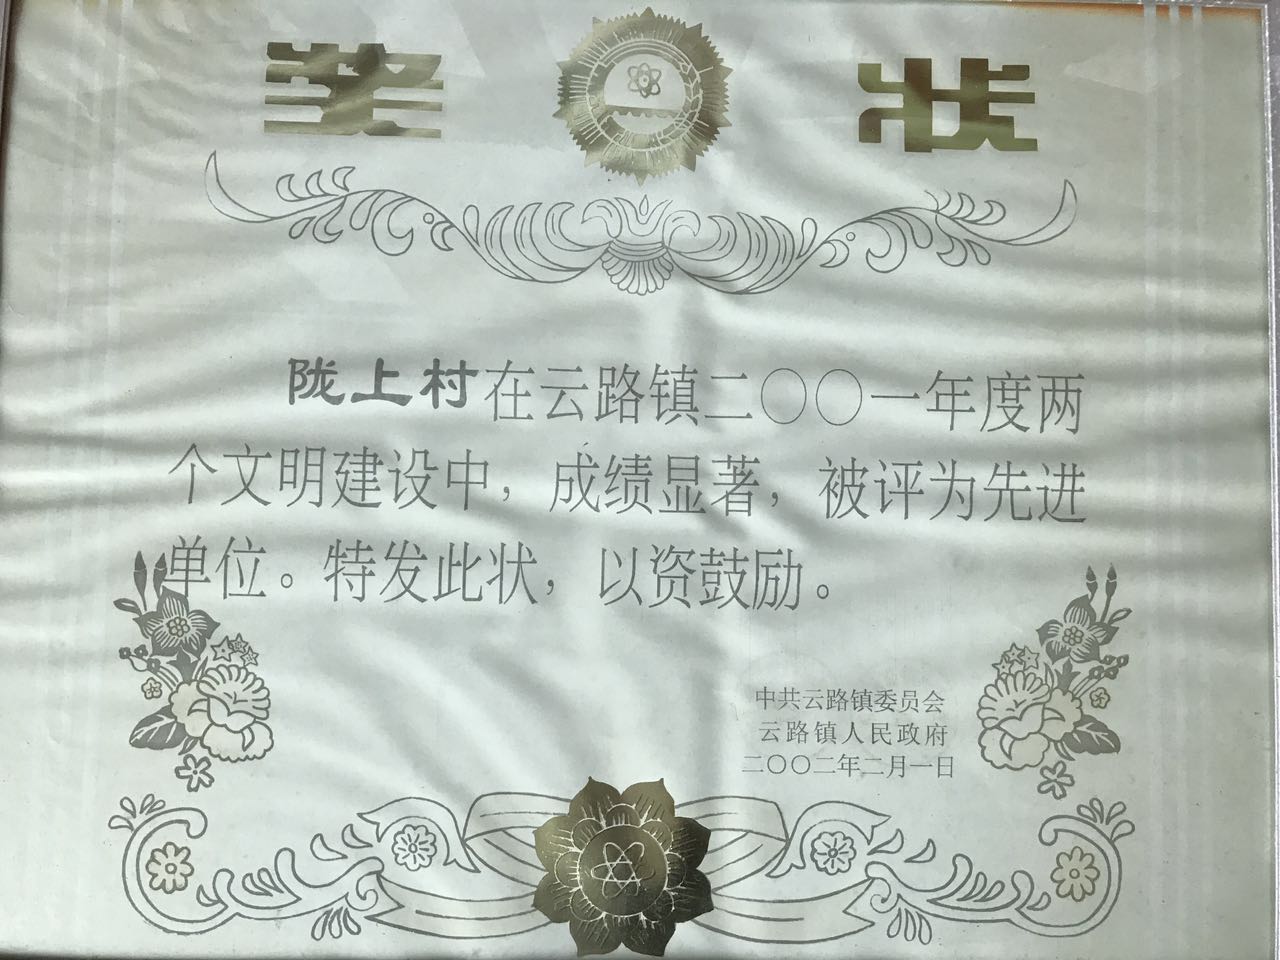 奖状
陇上村在云路镇二〇〇一年度两
个文明建设中，成绩显著，被评为先进
单位。特发此状，以资鼓励。
中共云路镇委员会
云路镇人民政府
二〇〇二年二月一日